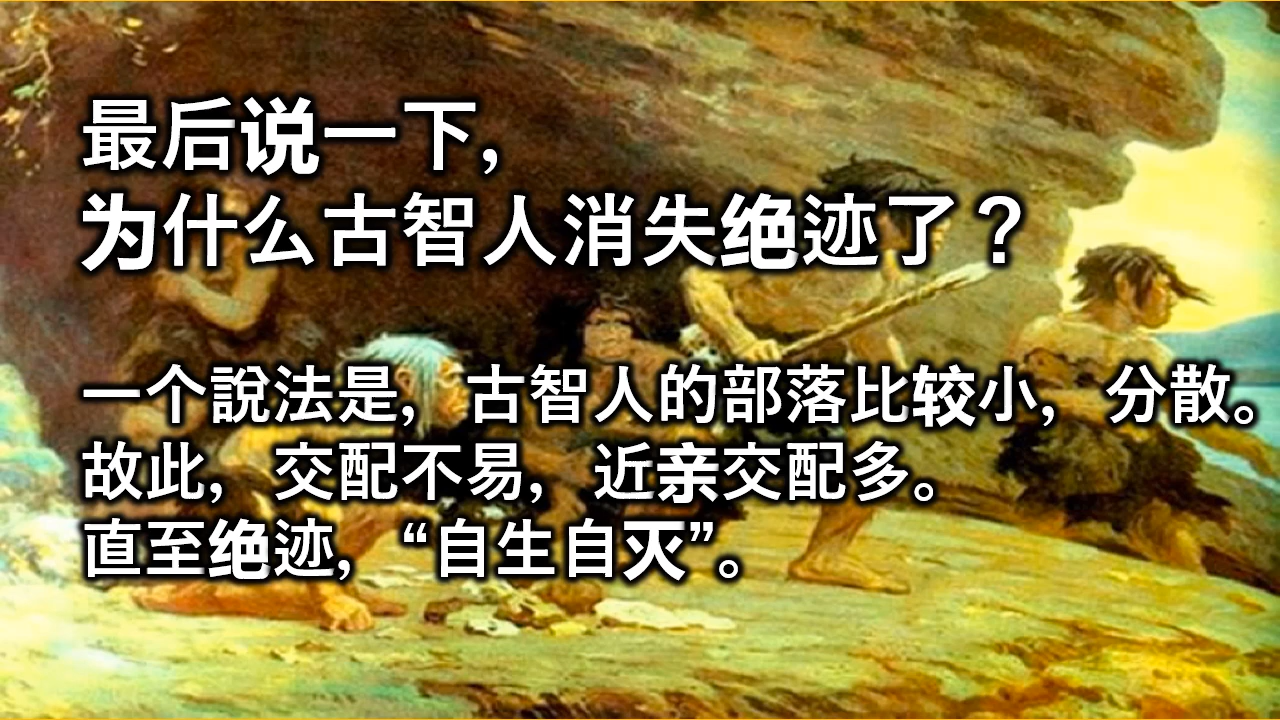 最后说一下,
为什么古智人消失绝迹了？
一个說法是, 古智人的部落比较小, 分散。
故此, 交配不易, 近亲交配多。
直至绝迹, “自生自灭”。